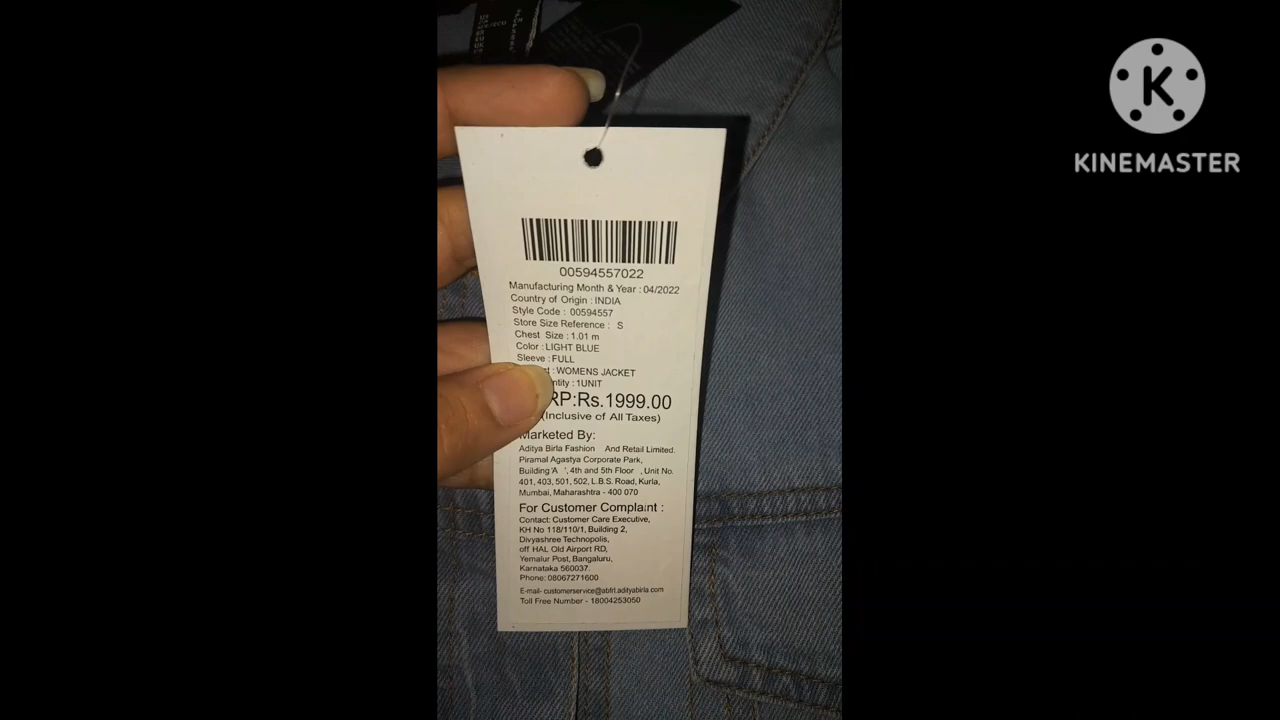 KINEMASTER
00594557022
Manufacturing Month & Year : 04/2022
Country of Origin : INDIA
Style Code : 00594557
Store Size Reference : S
Chest Size : 1.01 m
Color : LIGHT BLUE
Sleeve : FULL
: WOMENS JACKET
: 1UNIT
RP:Rs.1999.00
(Inclusive of All Taxes)
Marketed By:
Aditya Birla Fashion And Retail Limited.
Piramal Agastya Corporate Park,
Building 'A ', 4th and 5th Floor , Unit No.
401, 403, 501, 502, L.B.S. Road, Kurla,
Mumbai, Maharashtra - 400 070
For Customer Complaint :
Contact: Customer Care Executive,
KH No 118/110/1, Building 2,
Divyashree Technopolis,
off HAL Old Airport RD,
Yemalur Post, Bangaluru,
Karnataka 560037.
Phone: 08067271600
E-mail- customerservice@abfrl.adityabirla.com
Toll Free Number - 18004253050